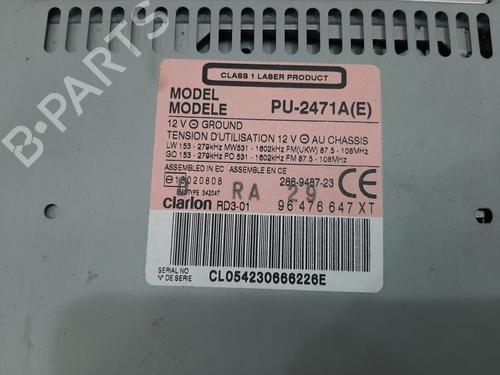 B-PARTS
CLASS 1 LASER PRODUCT
MODEL
MODELE PU-2471A(E)
12 V ⊖ GROUND
TENSION D'UTILISATION 12 V ⊖ AU CHASSIS
LW 153 - 279kHz MW531 - 1602kHz FM(UKW) 87.5 - 108MHz
GO 153 - 279kHz PO 531 - 1602kHz FM 87.5 - 108MHz
ASSEMBLED IN EC - ASSEMBLE EN CE
13020808 286-9487-23 CE
542047
RA 29
clarion RD3-01 96 476 647 XT
SERIAL NO
N° DE SERIE CL054230666226E